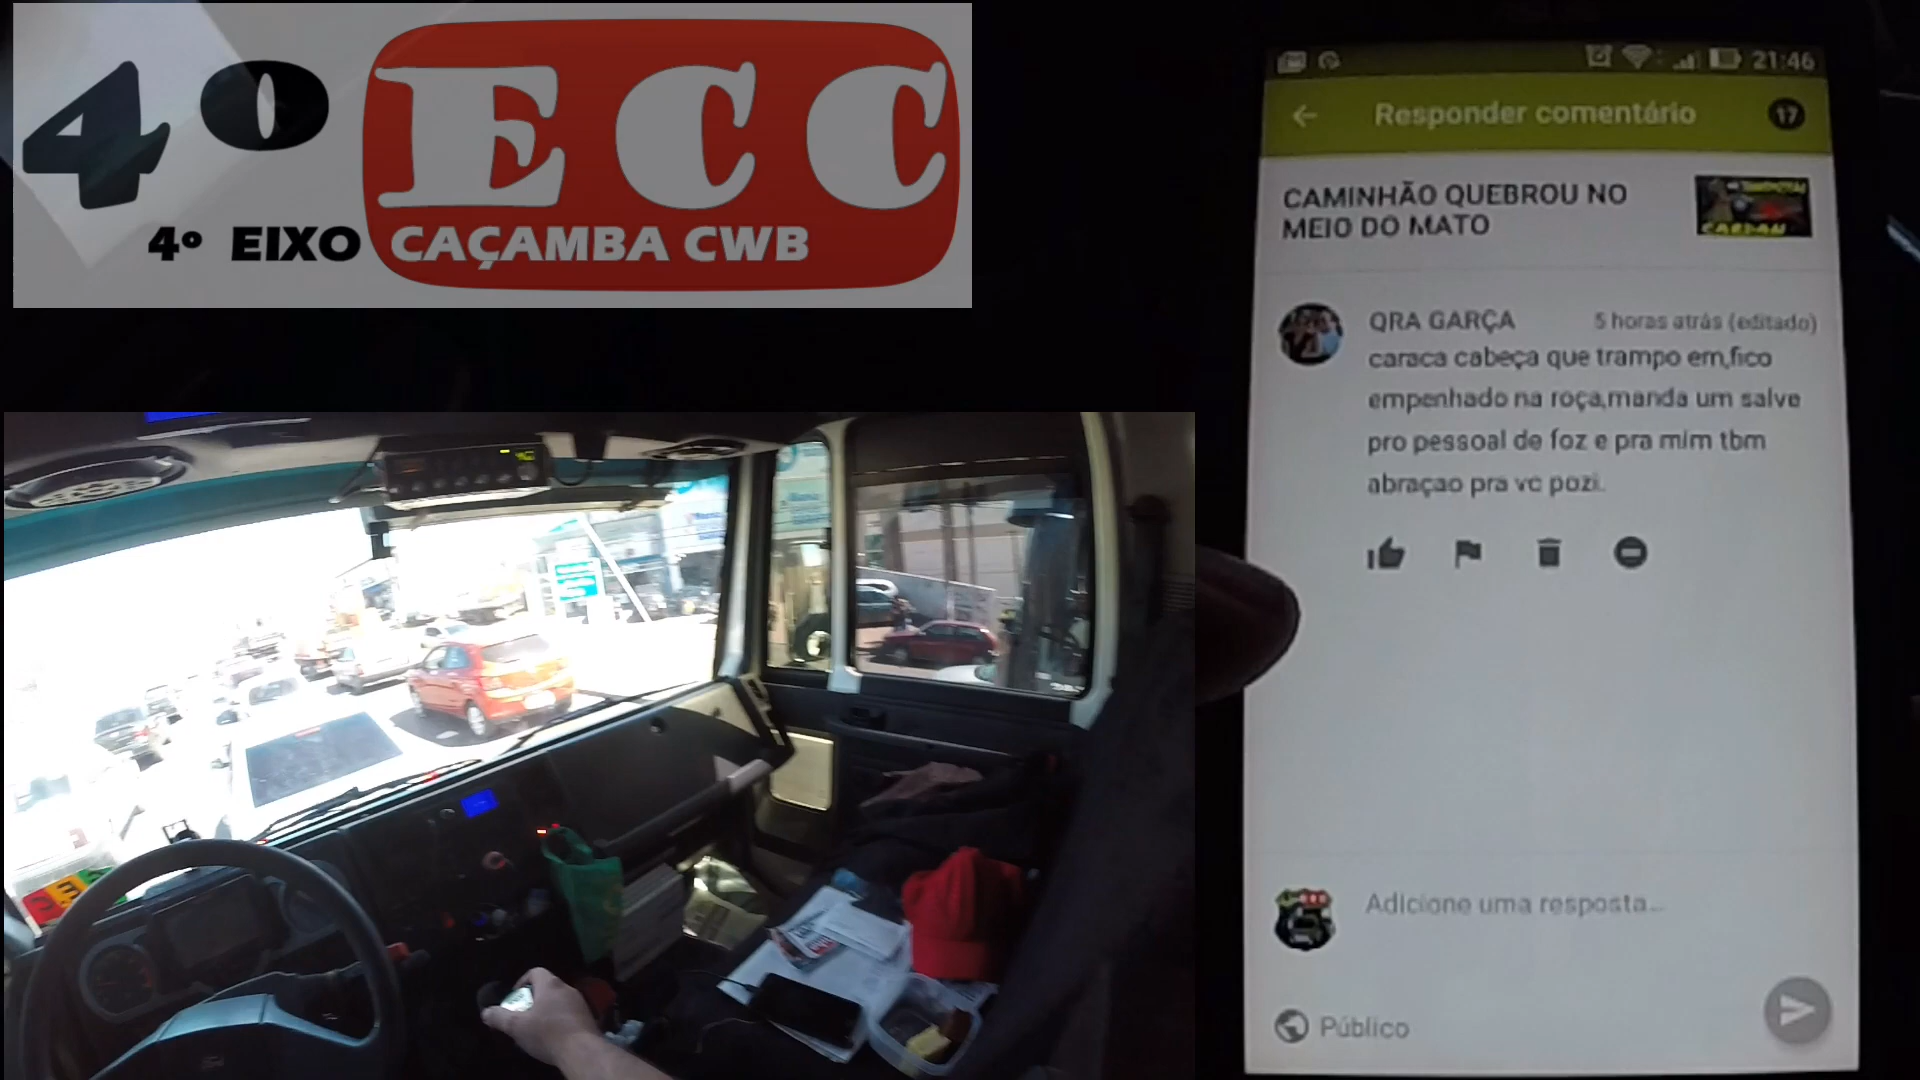 4º ECC
4º EIXO CAÇAMBA CWB
21:46
Responder comentário
17
CAMINHÃO QUEBROU NO
MEIO DO MATO
QRA GARÇA 5 horas atrás (editado)
caraca cabeça que trampo em,fico
empenhado na roça,manda um salve
pro pessoal de foz e pra mim tbm
abraçao pra vc pozi.
Adicione uma resposta...
Público